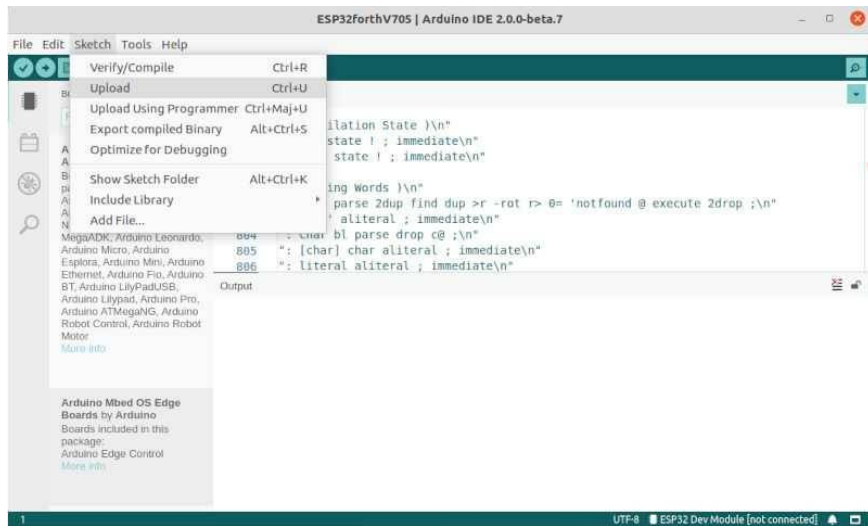 ESP32forthV705 | Arduino IDE 2.0.0-beta.7
File Edit Sketch Tools Help
Verify/Compile Ctrl+R
Upload Ctrl+U
Upload Using Programmer Ctrl+Maj+U
Export compiled Binary Alt+Ctrl+S
Optimize for Debugging
Show Sketch Folder Alt+Ctrl+K
Include Library
Add File...
ilation State )\n"
state ! ; immediate\n"
state ! ; immediate\n"
ing Words )\n"
parse 2dup find dup >r -rot r> 0= 'notfound @ execute 2drop ;\n"
' aliteral ; immediate\n"
804 ": char bl parse drop c@ ;\n"
805 ": [char] char aliteral ; immediate\n"
806 ": literal aliteral ; immediate\n"
MegaADK, Arduino Leonardo,
Arduino Micro, Arduino
Esplora, Arduino Mini, Arduino
Ethernet, Arduino Fio, Arduino
BT, Arduino LilyPadUSB,
Arduino Lilypad, Arduino Pro,
Arduino ATMegaNG, Arduino
Robot Control, Arduino Robot
Motor
More info
Output
Arduino Mbed OS Edge
Boards by Arduino
Boards included in this
package:
Arduino Edge Control
More info
1 UTF-8 ESP32 Dev Module [not connected]